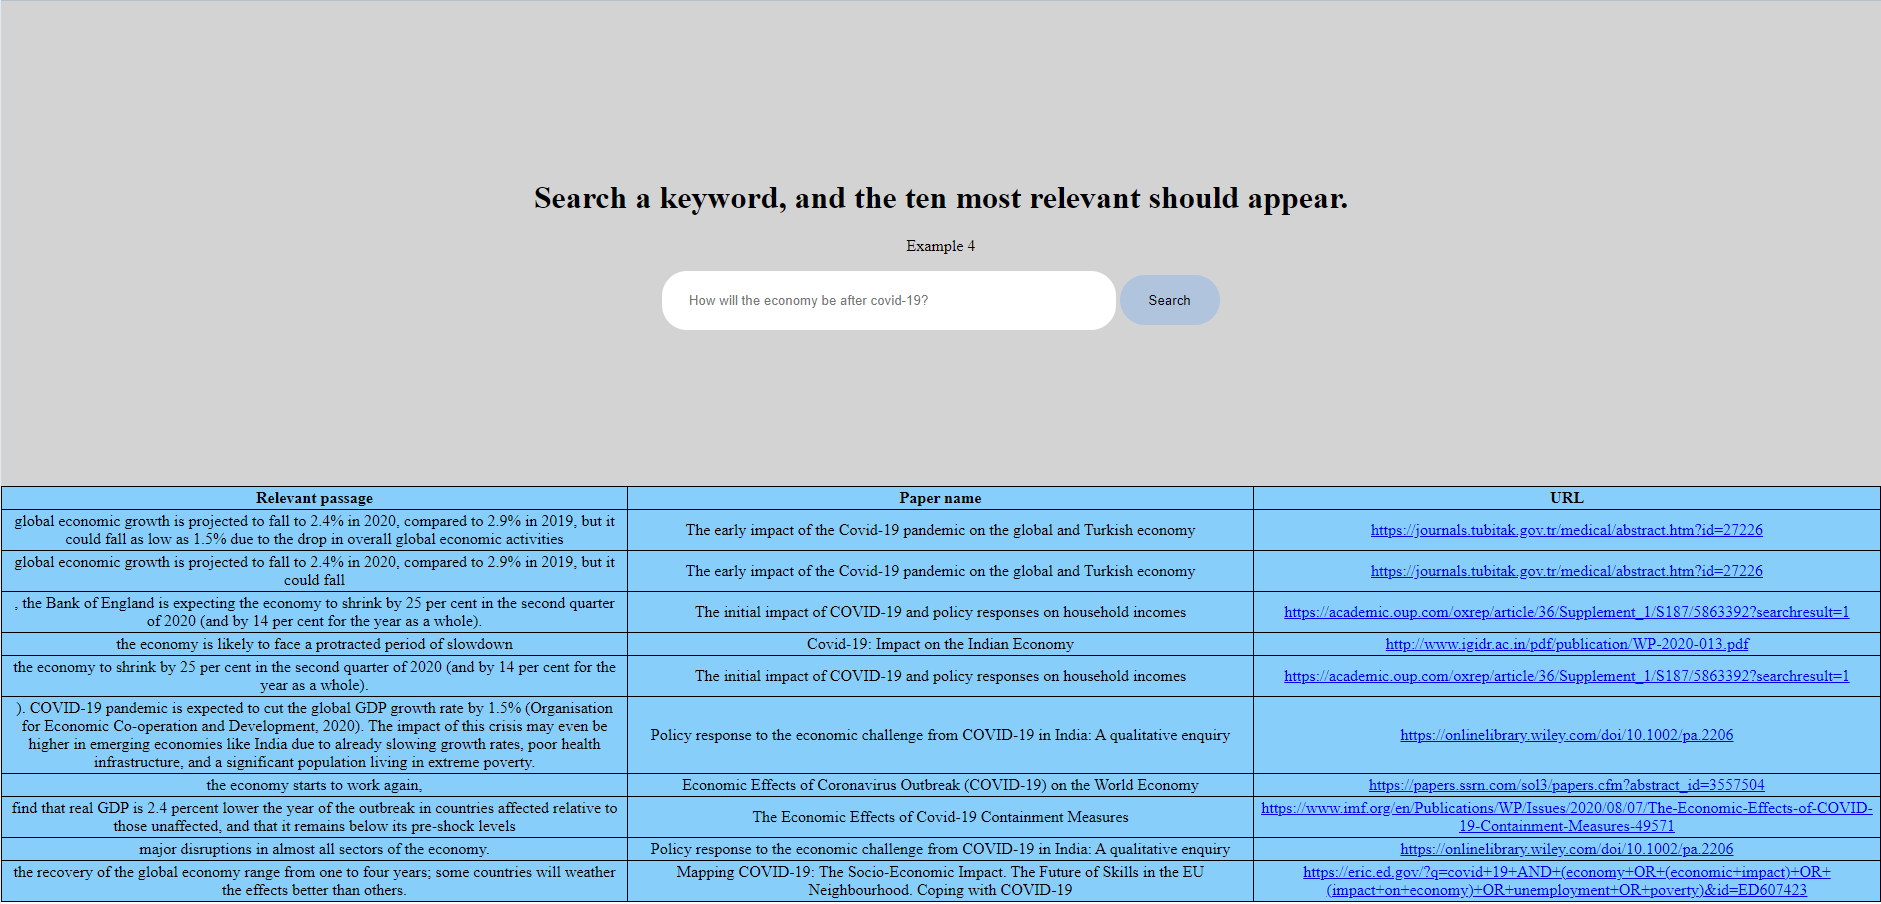 Search a keyword, and the ten most relevant should appear.
Example 4
How will the economy be after covid-19?
Search
Relevant passage
Paper name
URL
global economic growth is projected to fall to 2.4% in 2020, compared to 2.9% in 2019, but it
could fall as low as 1.5% due to the drop in overall global economic activities
The early impact of the Covid-19 pandemic on the global and Turkish economy
https://journals.tubitak.gov.tr/medical/abstract.htm?id=27226
global economic growth is projected to fall to 2.4% in 2020, compared to 2.9% in 2019, but it
could fall
The early impact of the Covid-19 pandemic on the global and Turkish economy
https://journals.tubitak.gov.tr/medical/abstract.htm?id=27226
, the Bank of England is expecting the economy to shrink by 25 per cent in the second quarter
of 2020 (and by 14 per cent for the year as a whole).
The initial impact of COVID-19 and policy responses on household incomes
https://academic.oup.com/oxrep/article/36/Supplement_1/S187/5863392?searchresult=1
the economy is likely to face a protracted period of slowdown
Covid-19: Impact on the Indian Economy
http://www.igidr.ac.in/pdf/publication/WP-2020-013.pdf
the economy to shrink by 25 per cent in the second quarter of 2020 (and by 14 per cent for the
year as a whole).
The initial impact of COVID-19 and policy responses on household incomes
https://academic.oup.com/oxrep/article/36/Supplement_1/S187/5863392?searchresult=1
). COVID-19 pandemic is expected to cut the global GDP growth rate by 1.5% (Organisation
for Economic Co-operation and Development, 2020). The impact of this crisis may even be
higher in emerging economies like India due to already slowing growth rates, poor health
infrastructure, and a significant population living in extreme poverty.
Policy response to the economic challenge from COVID-19 in India: A qualitative enquiry
https://onlinelibrary.wiley.com/doi/10.1002/pa.2206
the economy starts to work again,
Economic Effects of Coronavirus Outbreak (COVID-19) on the World Economy
https://papers.ssrn.com/sol3/papers.cfm?abstract_id=3557504
find that real GDP is 2.4 percent lower the year of the outbreak in countries affected relative to
those unaffected, and that it remains below its pre-shock levels
The Economic Effects of Covid-19 Containment Measures
https://www.imf.org/en/Publications/WP/Issues/2020/08/07/The-Economic-Effects-of-COVID-
19-Containment-Measures-49571
major disruptions in almost all sectors of the economy.
Policy response to the economic challenge from COVID-19 in India: A qualitative enquiry
https://onlinelibrary.wiley.com/doi/10.1002/pa.2206
the recovery of the global economy range from one to four years; some countries will weather
the effects better than others.
Mapping COVID-19: The Socio-Economic Impact. The Future of Skills in the EU
Neighbourhood. Coping with COVID-19
https://eric.ed.gov/?q=covid+19+AND+(economy+OR+(economic+impact)+OR+
(impact+on+economy)+OR+unemployment+OR+poverty)&id=ED607423